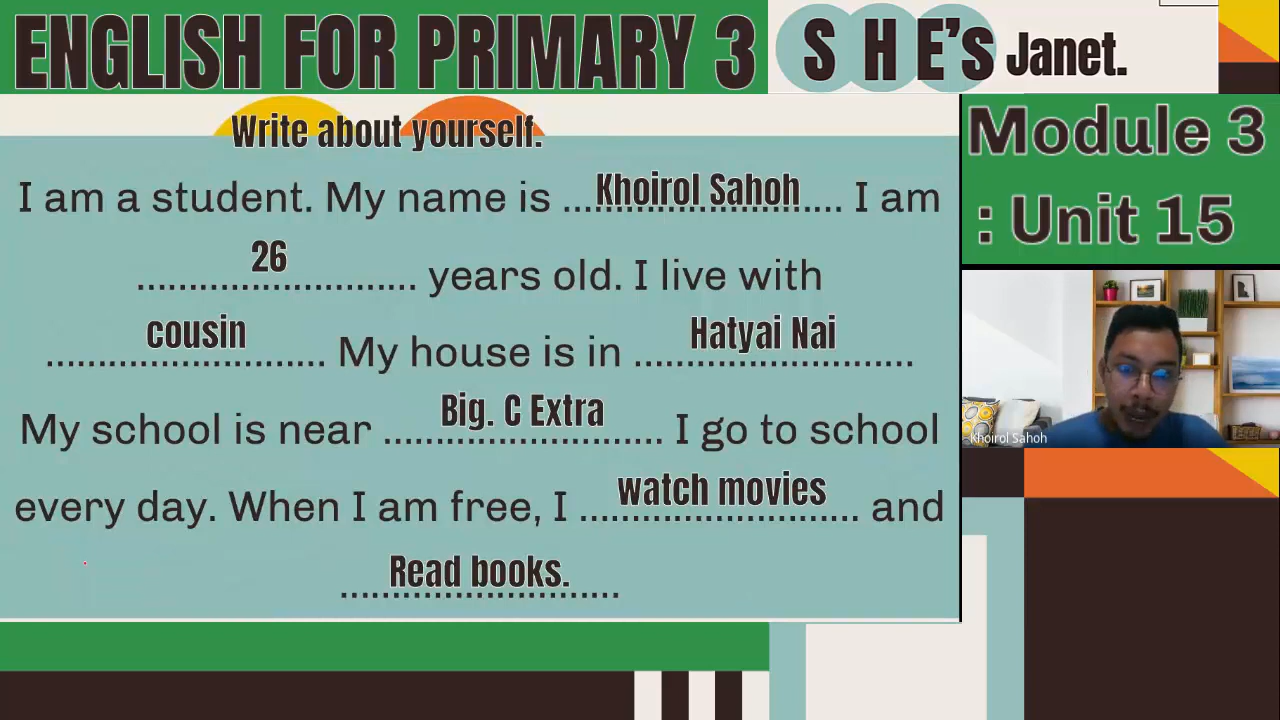 ENGLISH FOR PRIMARY 3
S H E's Janet.
Module 3
: Unit 15
Write about yourself.
I am a student. My name is ...Khoirol Sahoh... I am
26 years old. I live with
cousin My house is in Hatyai Nai
My school is near Big. C Extra I go to school
every day. When I am free, I watch movies and
Read books.
Khoirol Sahoh